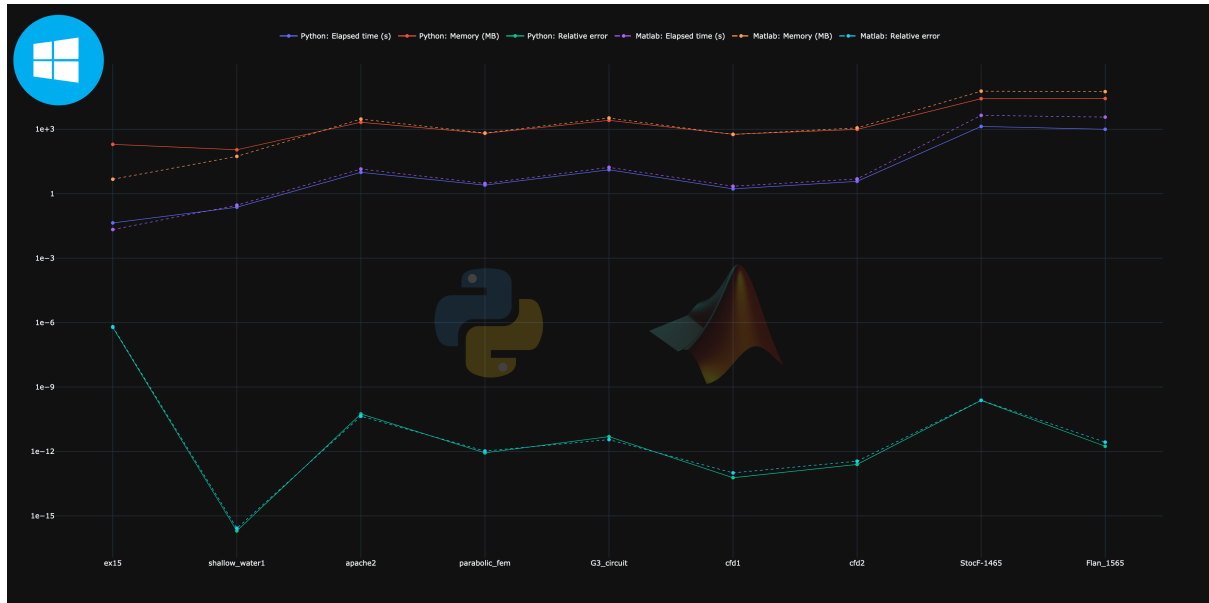 Python: Elapsed time (s) Python: Memory (MB) Python: Relative error Matlab: Elapsed time (s) Matlab: Memory (MB) Matlab: Relative error
1e+3
1
1e−3
1e−6
1e−9
1e−12
1e−15
ex15 shallow_water1 apache2 parabolic_fem G3_circuit cfd1 cfd2 StocF-1465 Flan_1565